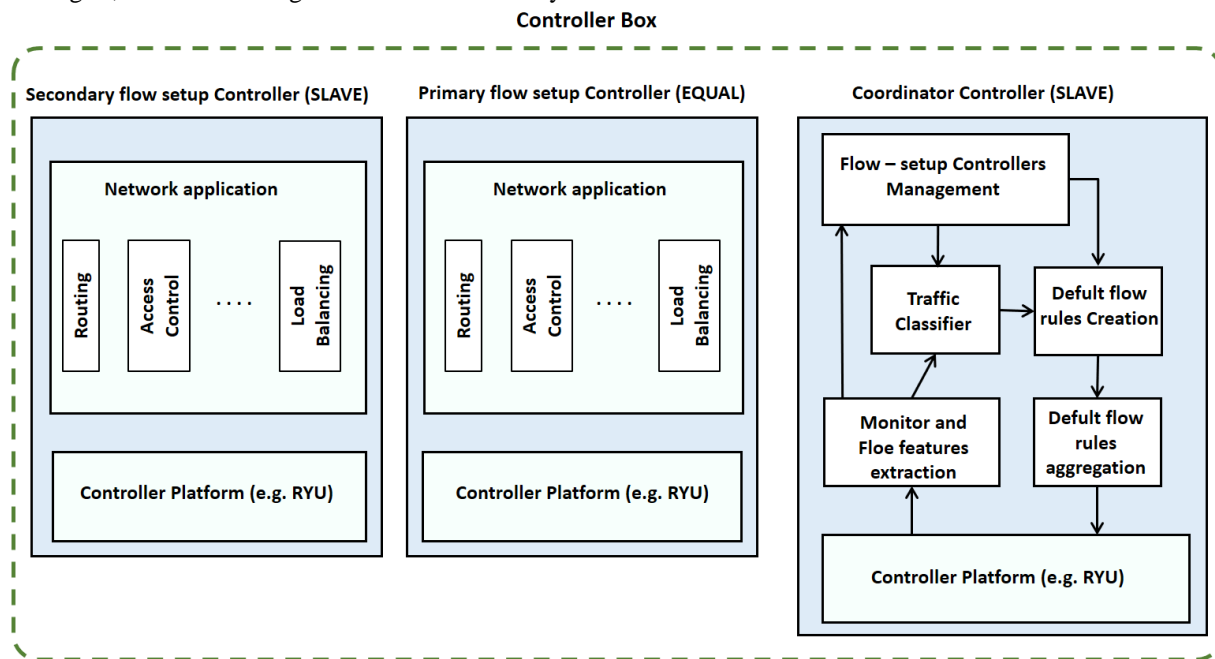 Controller Box
Secondary flow setup Controller (SLAVE)
Network application
Routing
Access
Control
. . . .
Load
Balancing
Controller Platform (e.g. RYU)
Primary flow setup Controller (EQUAL)
Network application
Routing
Access
Control
. . . .
Load
Balancing
Controller Platform (e.g. RYU)
Coordinator Controller (SLAVE)
Flow – setup Controllers
Management
Traffic
Classifier
Defult flow
rules Creation
Monitor and
Floe features
extraction
Defult flow
rules
aggregation
Controller Platform (e.g. RYU)